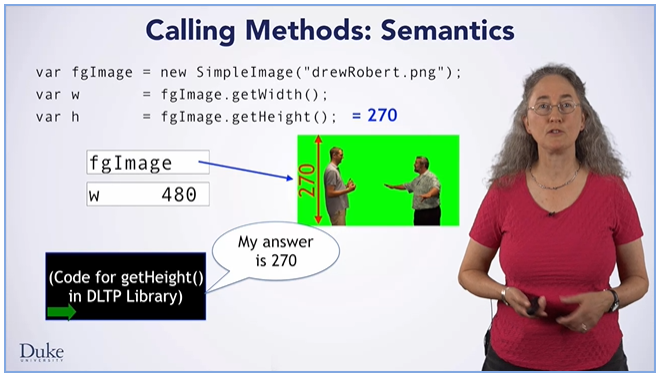 Calling Methods: Semantics
var fgImage = new SimpleImage("drewRobert.png");
var w = fgImage.getWidth();
var h = fgImage.getHeight(); = 270
fgImage
270
w 480
My answer
is 270
(Code for getHeight()
in DLTP Library)
Duke
UNIVERSITY